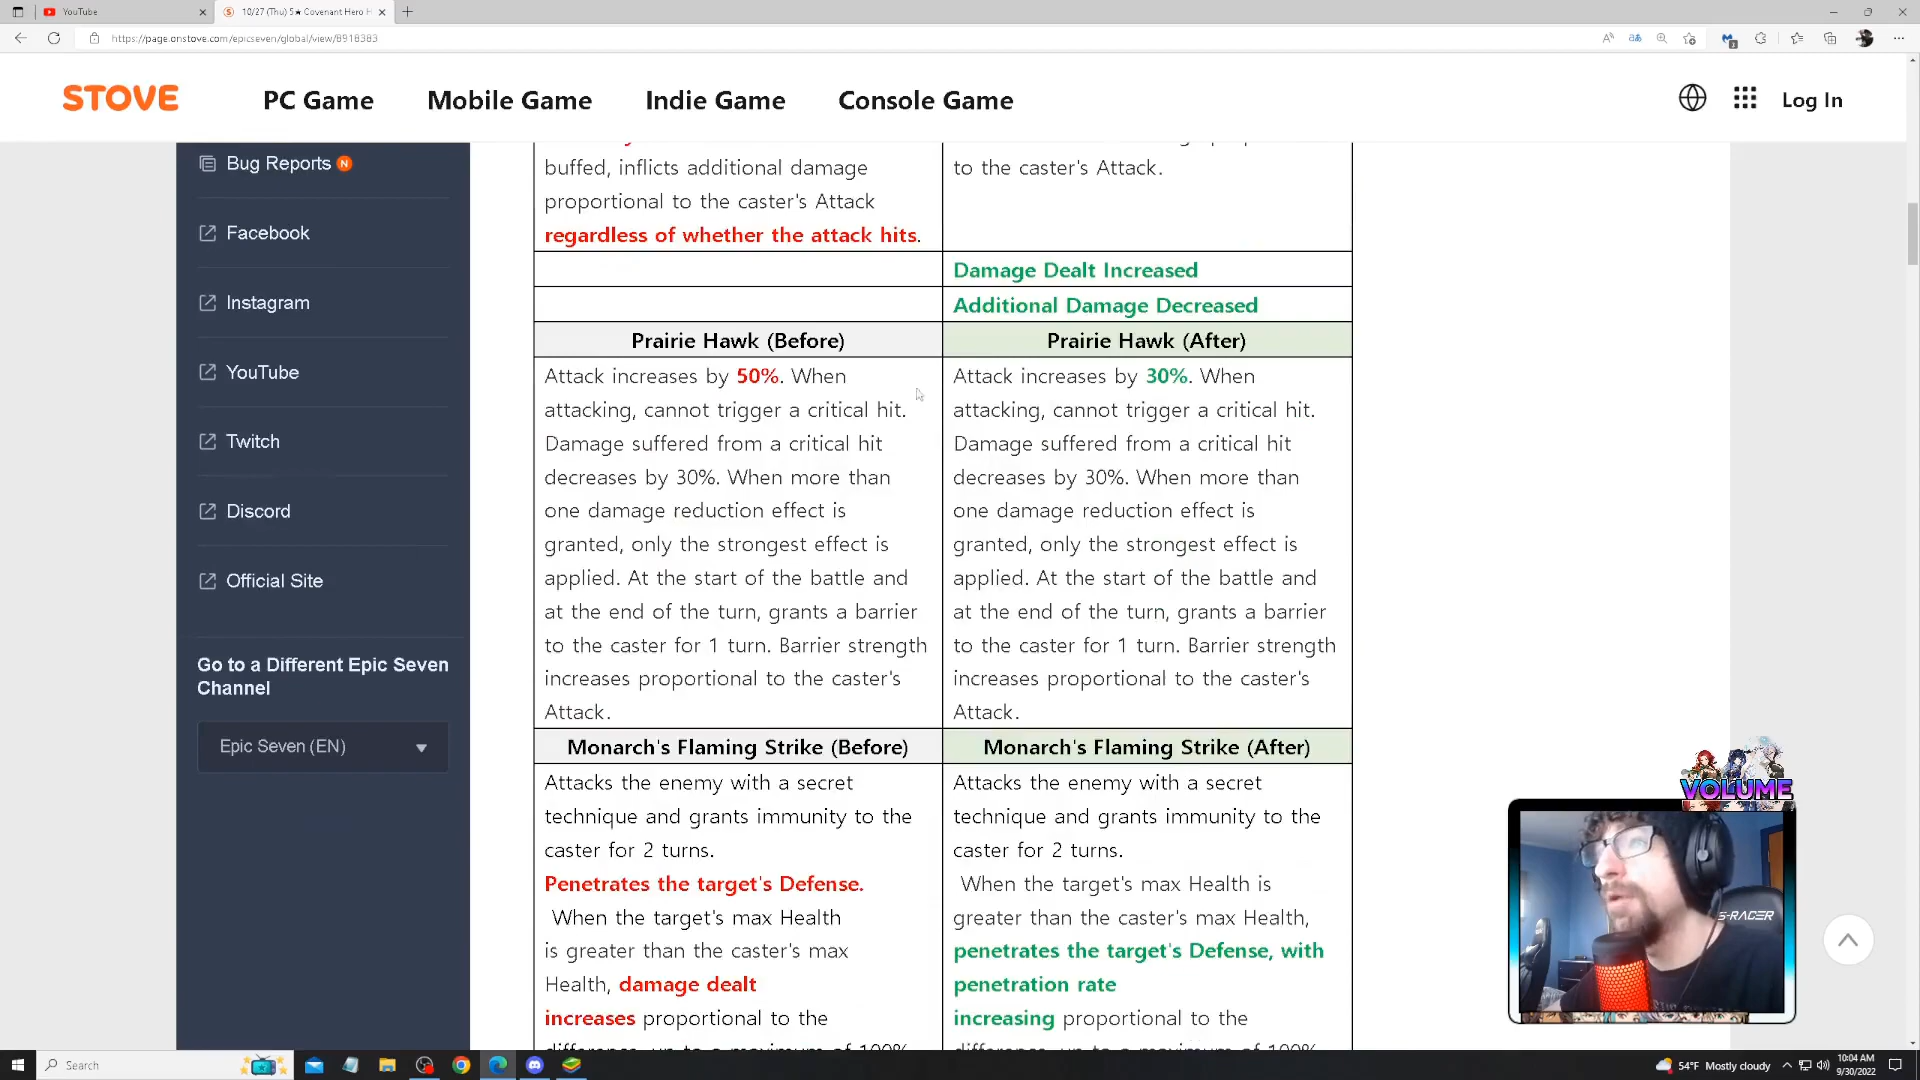 YouTube
10/27 (Thu) 5★ Covenant Hero
https://page.onstove.com/epicseven/global/view/8918383
STOVE
PC Game
Mobile Game
Indie Game
Console Game
Log In
Bug Reports N
Facebook
Instagram
YouTube
Twitch
Discord
Official Site
Go to a Different Epic Seven
Channel
Epic Seven (EN)
buffed, inflicts additional damage
proportional to the caster's Attack
regardless of whether the attack hits.
to the caster's Attack.
Damage Dealt Increased
Additional Damage Decreased
Prairie Hawk (Before)
Prairie Hawk (After)
Attack increases by 50%. When
attacking, cannot trigger a critical hit.
Damage suffered from a critical hit
decreases by 30%. When more than
one damage reduction effect is
granted, only the strongest effect is
applied. At the start of the battle and
at the end of the turn, grants a barrier
to the caster for 1 turn. Barrier strength
increases proportional to the caster's
Attack.
Attack increases by 30%. When
attacking, cannot trigger a critical hit.
Damage suffered from a critical hit
decreases by 30%. When more than
one damage reduction effect is
granted, only the strongest effect is
applied. At the start of the battle and
at the end of the turn, grants a barrier
to the caster for 1 turn. Barrier strength
increases proportional to the caster's
Attack.
Monarch's Flaming Strike (Before)
Monarch's Flaming Strike (After)
Attacks the enemy with a secret
technique and grants immunity to the
caster for 2 turns.
Penetrates the target's Defense.
When the target's max Health
is greater than the caster's max
Health, damage dealt
increases proportional to the
difference, up to a maximum of 100%
Attacks the enemy with a secret
technique and grants immunity to the
caster for 2 turns.
When the target's max Health is
greater than the caster's max Health,
penetrates the target's Defense, with
penetration rate
increasing proportional to the
difference, up to a maximum of 100%
VOLUME
S-RACER
Search
54°F Mostly cloudy
10:04 AM
9/30/2022